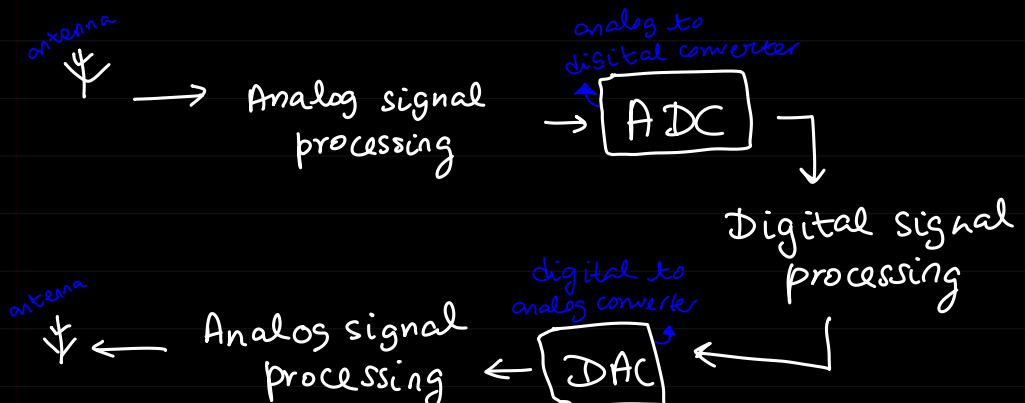 antenna
analog to
digital converter
Analog signal
processing
ADC
Digital signal
processing
digital to
analog converter
antenna
Analog signal
processing
DAC